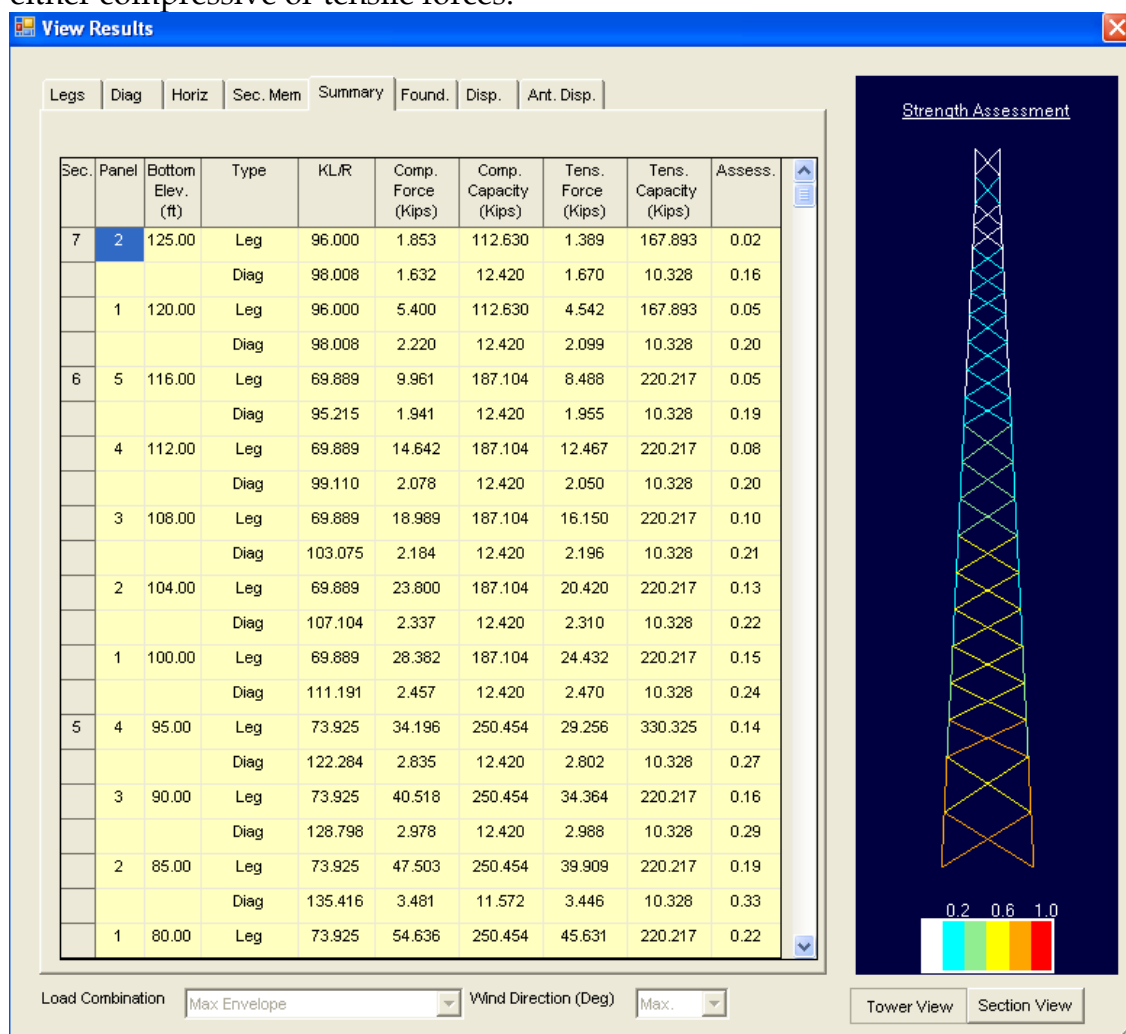 View Results
Legs Diag Horiz Sec. Mem Summary Found. Disp. Ant. Disp.
Strength Assessment
Sec. Panel Bottom Elev. (ft) Type KL/R Comp. Force (Kips) Comp. Capacity (Kips) Tens. Force (Kips) Tens. Capacity (Kips) Assess.
7 2 125.00 Leg 96.000 1.853 112.630 1.389 167.893 0.02
Diag 98.008 1.632 12.420 1.670 10.328 0.16
1 120.00 Leg 96.000 5.400 112.630 4.542 167.893 0.05
Diag 98.008 2.220 12.420 2.099 10.328 0.20
6 5 116.00 Leg 69.889 9.961 187.104 8.488 220.217 0.05
Diag 95.215 1.941 12.420 1.955 10.328 0.19
4 112.00 Leg 69.889 14.642 187.104 12.467 220.217 0.08
Diag 99.110 2.078 12.420 2.050 10.328 0.20
3 108.00 Leg 69.889 18.989 187.104 16.150 220.217 0.10
Diag 103.075 2.184 12.420 2.196 10.328 0.21
2 104.00 Leg 69.889 23.800 187.104 20.420 220.217 0.13
Diag 107.104 2.337 12.420 2.310 10.328 0.22
1 100.00 Leg 69.889 28.382 187.104 24.432 220.217 0.15
Diag 111.191 2.457 12.420 2.470 10.328 0.24
5 4 95.00 Leg 73.925 34.196 250.454 29.256 330.325 0.14
Diag 122.284 2.835 12.420 2.802 10.328 0.27
3 90.00 Leg 73.925 40.518 250.454 34.364 220.217 0.16
Diag 128.798 2.978 12.420 2.988 10.328 0.29
2 85.00 Leg 73.925 47.503 250.454 39.909 220.217 0.19
Diag 135.416 3.481 11.572 3.446 10.328 0.33
1 80.00 Leg 73.925 54.636 250.454 45.631 220.217 0.22
0.2 0.6 1.0
Load Combination Max Envelope Wind Direction (Deg) Max. Tower View Section View